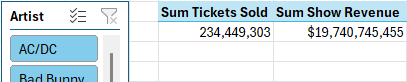 Artist
Sum Tickets Sold Sum Show Revenue
234,449,303 $19,740,745,455
AC/DC
Bad Bunny